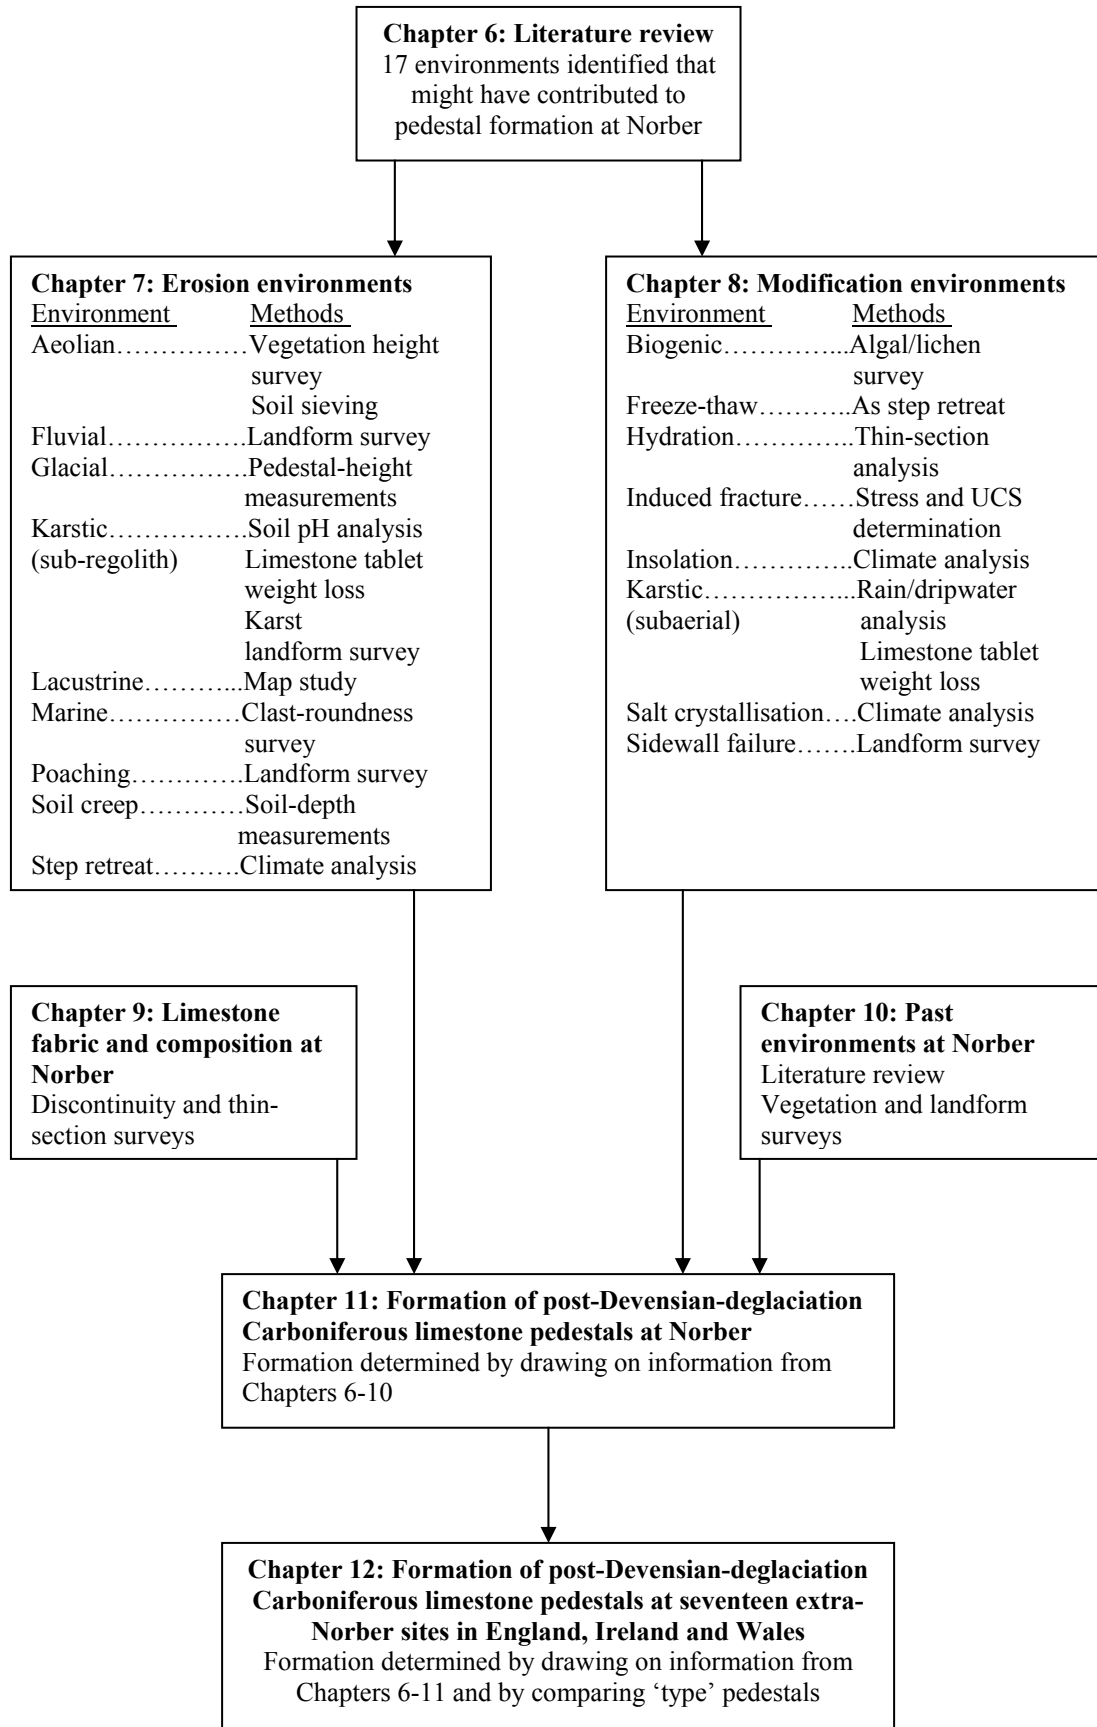 Chapter 6: Literature review
17 environments identified that
might have contributed to
pedestal formation at Norber
Chapter 7: Erosion environments
Environment Methods
Aeolian……………Vegetation height
survey
Soil sieving
Fluvial…………….Landform survey
Glacial…………….Pedestal-height
measurements
Karstic…………….Soil pH analysis
(sub-regolith) Limestone tablet
weight loss
Karst
landform survey
Lacustrine………...Map study
Marine…………….Clast-roundness
survey
Poaching………….Landform survey
Soil creep…………Soil-depth
measurements
Step retreat……….Climate analysis
Chapter 8: Modification environments
Environment Methods
Biogenic…………...Algal/lichen
survey
Freeze-thaw………..As step retreat
Hydration…………..Thin-section
analysis
Induced fracture……Stress and UCS
determination
Insolation…………..Climate analysis
Karstic……………...Rain/dripwater
(subaerial) analysis
Limestone tablet
weight loss
Salt crystallisation….Climate analysis
Sidewall failure…….Landform survey
Chapter 9: Limestone
fabric and composition at
Norber
Discontinuity and thin-
section surveys
Chapter 10: Past
environments at Norber
Literature review
Vegetation and landform
surveys
Chapter 11: Formation of post-Devensian-deglaciation
Carboniferous limestone pedestals at Norber
Formation determined by drawing on information from
Chapters 6-10
Chapter 12: Formation of post-Devensian-deglaciation
Carboniferous limestone pedestals at seventeen extra-
Norber sites in England, Ireland and Wales
Formation determined by drawing on information from
Chapters 6-11 and by comparing ‘type’ pedestals